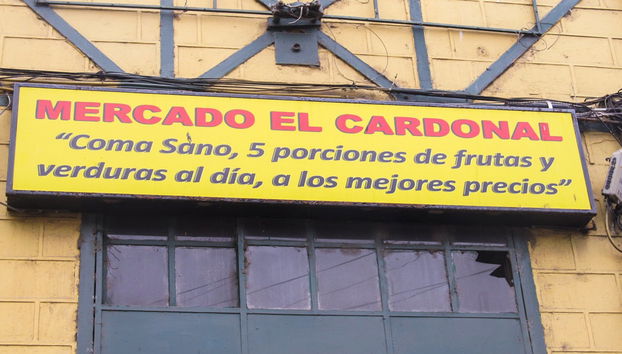 MERCADO EL CARDONAL
“Coma Sano, 5 porciones de frutas y
verduras al día, a los mejores precios”